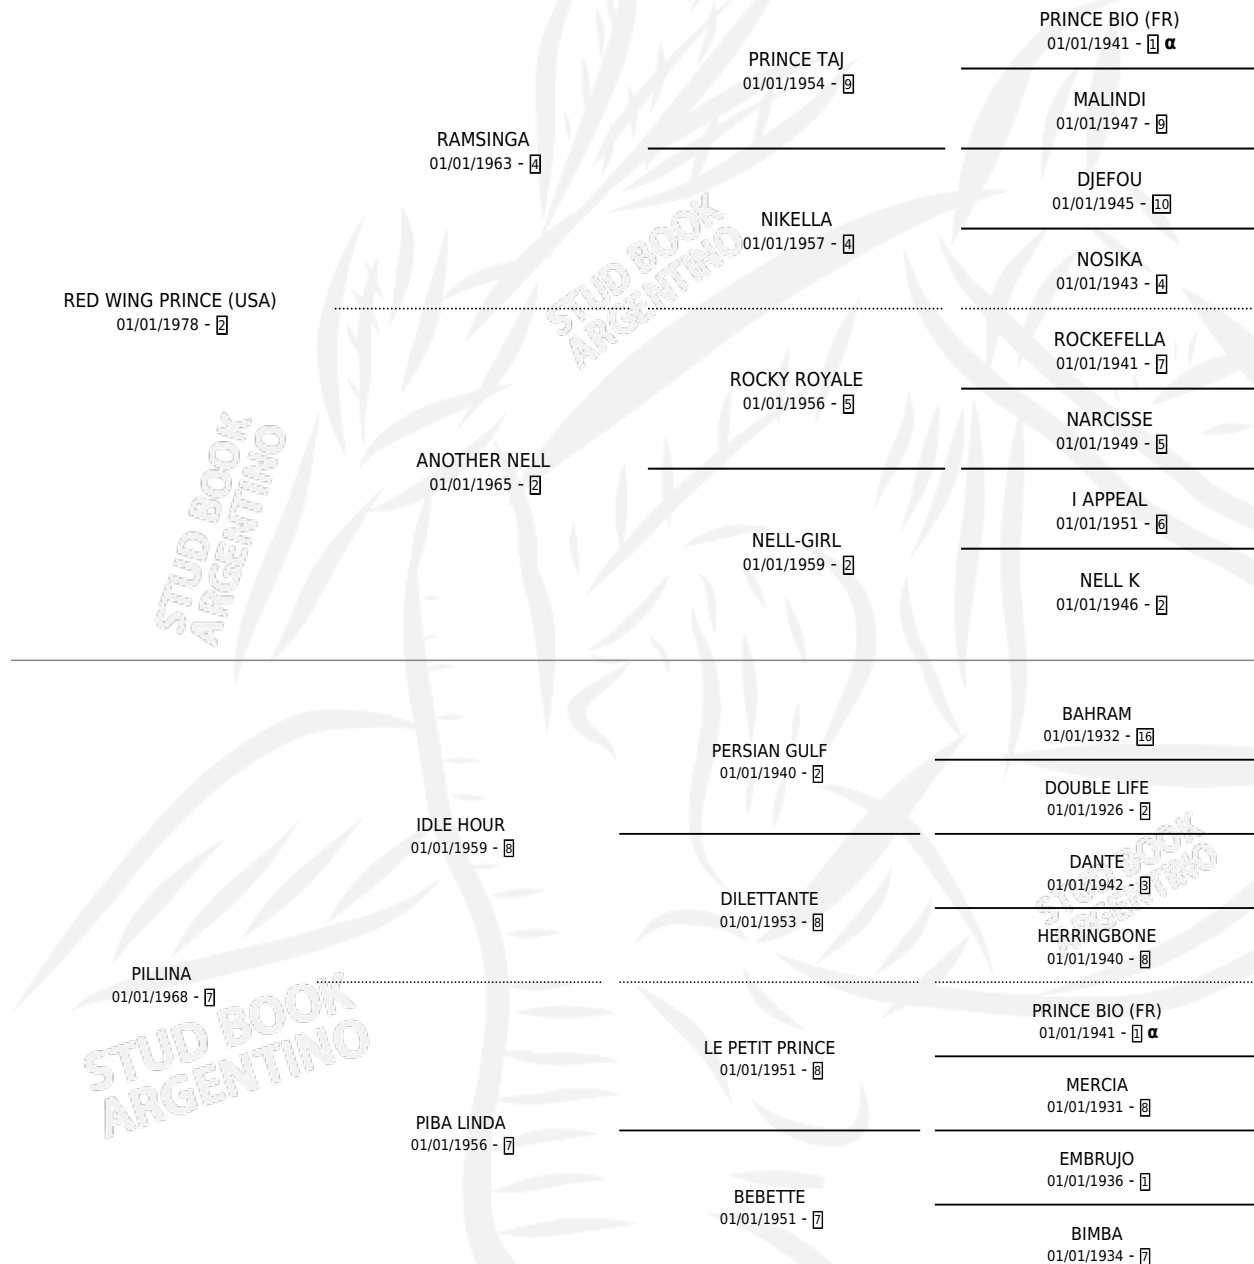 PRINCE BIO (FR)
01/01/1941 - 1 α
PRINCE TAJ
01/01/1954 - 9
MALINDI
01/01/1947 - 9
RAMSINGA
01/01/1963 - 4
DJEFOU
01/01/1945 - 10
NIKELLA
01/01/1957 - 4
NOSIKA
01/01/1943 - 4
RED WING PRINCE (USA)
01/01/1978 - 2
STUD BOOK
ARGENTINO
ROCKEFELLA
01/01/1941 - 7
ROCKY ROYALE
01/01/1956 - 5
NARCISSE
01/01/1949 - 5
ANOTHER NELL
01/01/1965 - 2
STUD BOOK
ARGENTINO
I APPEAL
01/01/1951 - 6
NELL-GIRL
01/01/1959 - 2
NELL K
01/01/1946 - 2
BAHRAM
01/01/1932 - 16
PERSIAN GULF
01/01/1940 - 2
DOUBLE LIFE
01/01/1926 - 2
IDLE HOUR
01/01/1959 - 8
STUD BOOK
ARGENTINO
DANTE
01/01/1942 - 3
DILETTANTE
01/01/1953 - 8
HERRINGBONE
01/01/1940 - 8
PILLINA
01/01/1968 - 7
STUD BOOK
ARGENTINO
PRINCE BIO (FR)
01/01/1941 - 1 α
LE PETIT PRINCE
01/01/1951 - 8
MERCIA
01/01/1931 - 8
PIBA LINDA
01/01/1956 - 7
EMBRUJO
01/01/1936 - 1
BEBETTE
01/01/1951 - 7
BIMBA
01/01/1934 - 7